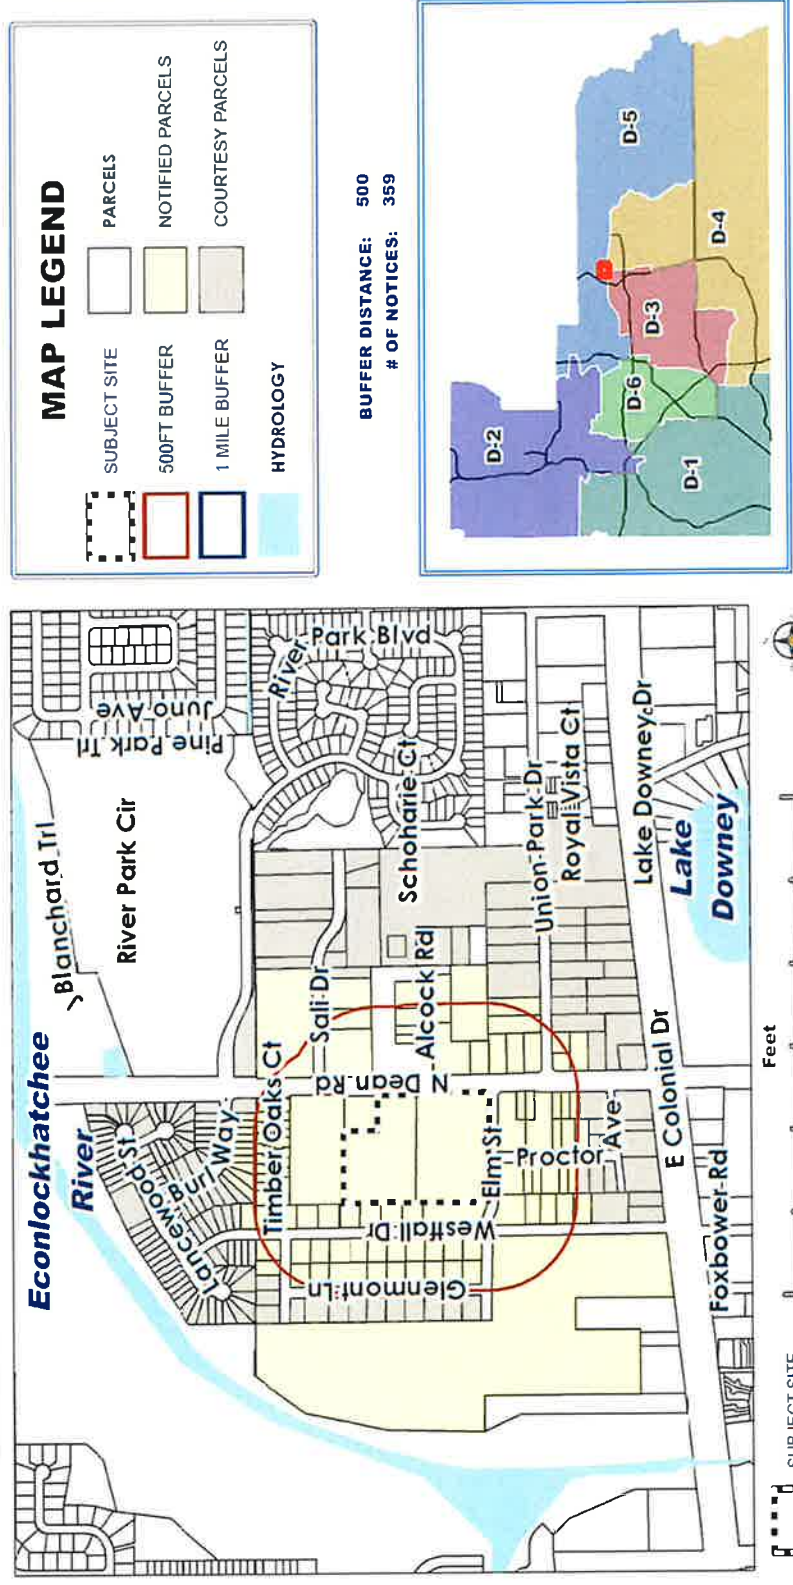 MAP LEGEND
SUBJECT SITE
500FT BUFFER
1 MILE BUFFER
HYDROLOGY
PARCELS
NOTIFIED PARCELS
COURTESY PARCELS
BUFFER DISTANCE: 500
# OF NOTICES: 359
D-2
D-5
D-6
D-3
D-4
D-1
Econlockhatchee
River
Blanchard Trl
River Park Cir
Pine Park Trl
Juno Ave
River Park Blvd
Lancewood St
Burl Way
Timber Oaks Ct
Sali Dr
N Dean Rd
Alcock Rd
Schoharie Ct
Glenmont Ln
Westfall Dr
Elm St
Proctor Ave
Union Park Dr
Royal Vista Ct
E Colonial Dr
Lake Downey Dr
Lake
Downey
Foxbower Rd
Feet
SUBJECT SITE